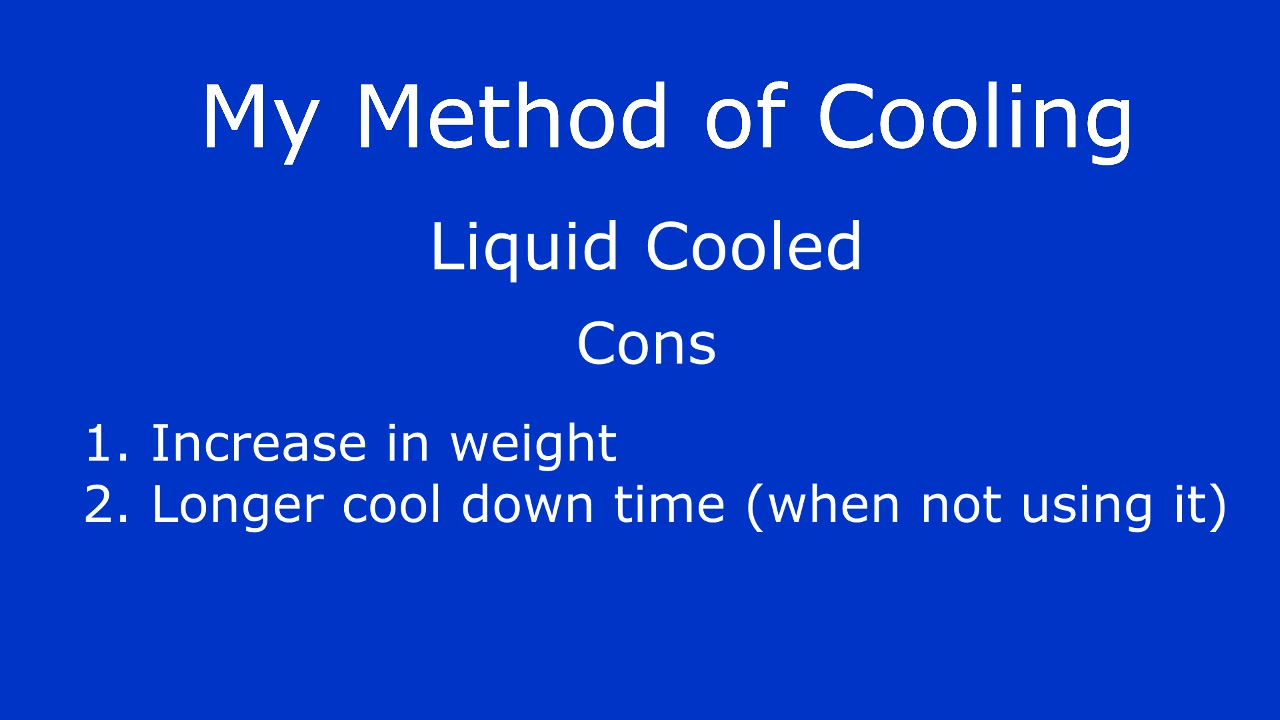 My Method of Cooling
Liquid Cooled
Cons
1. Increase in weight
2. Longer cool down time (when not using it)